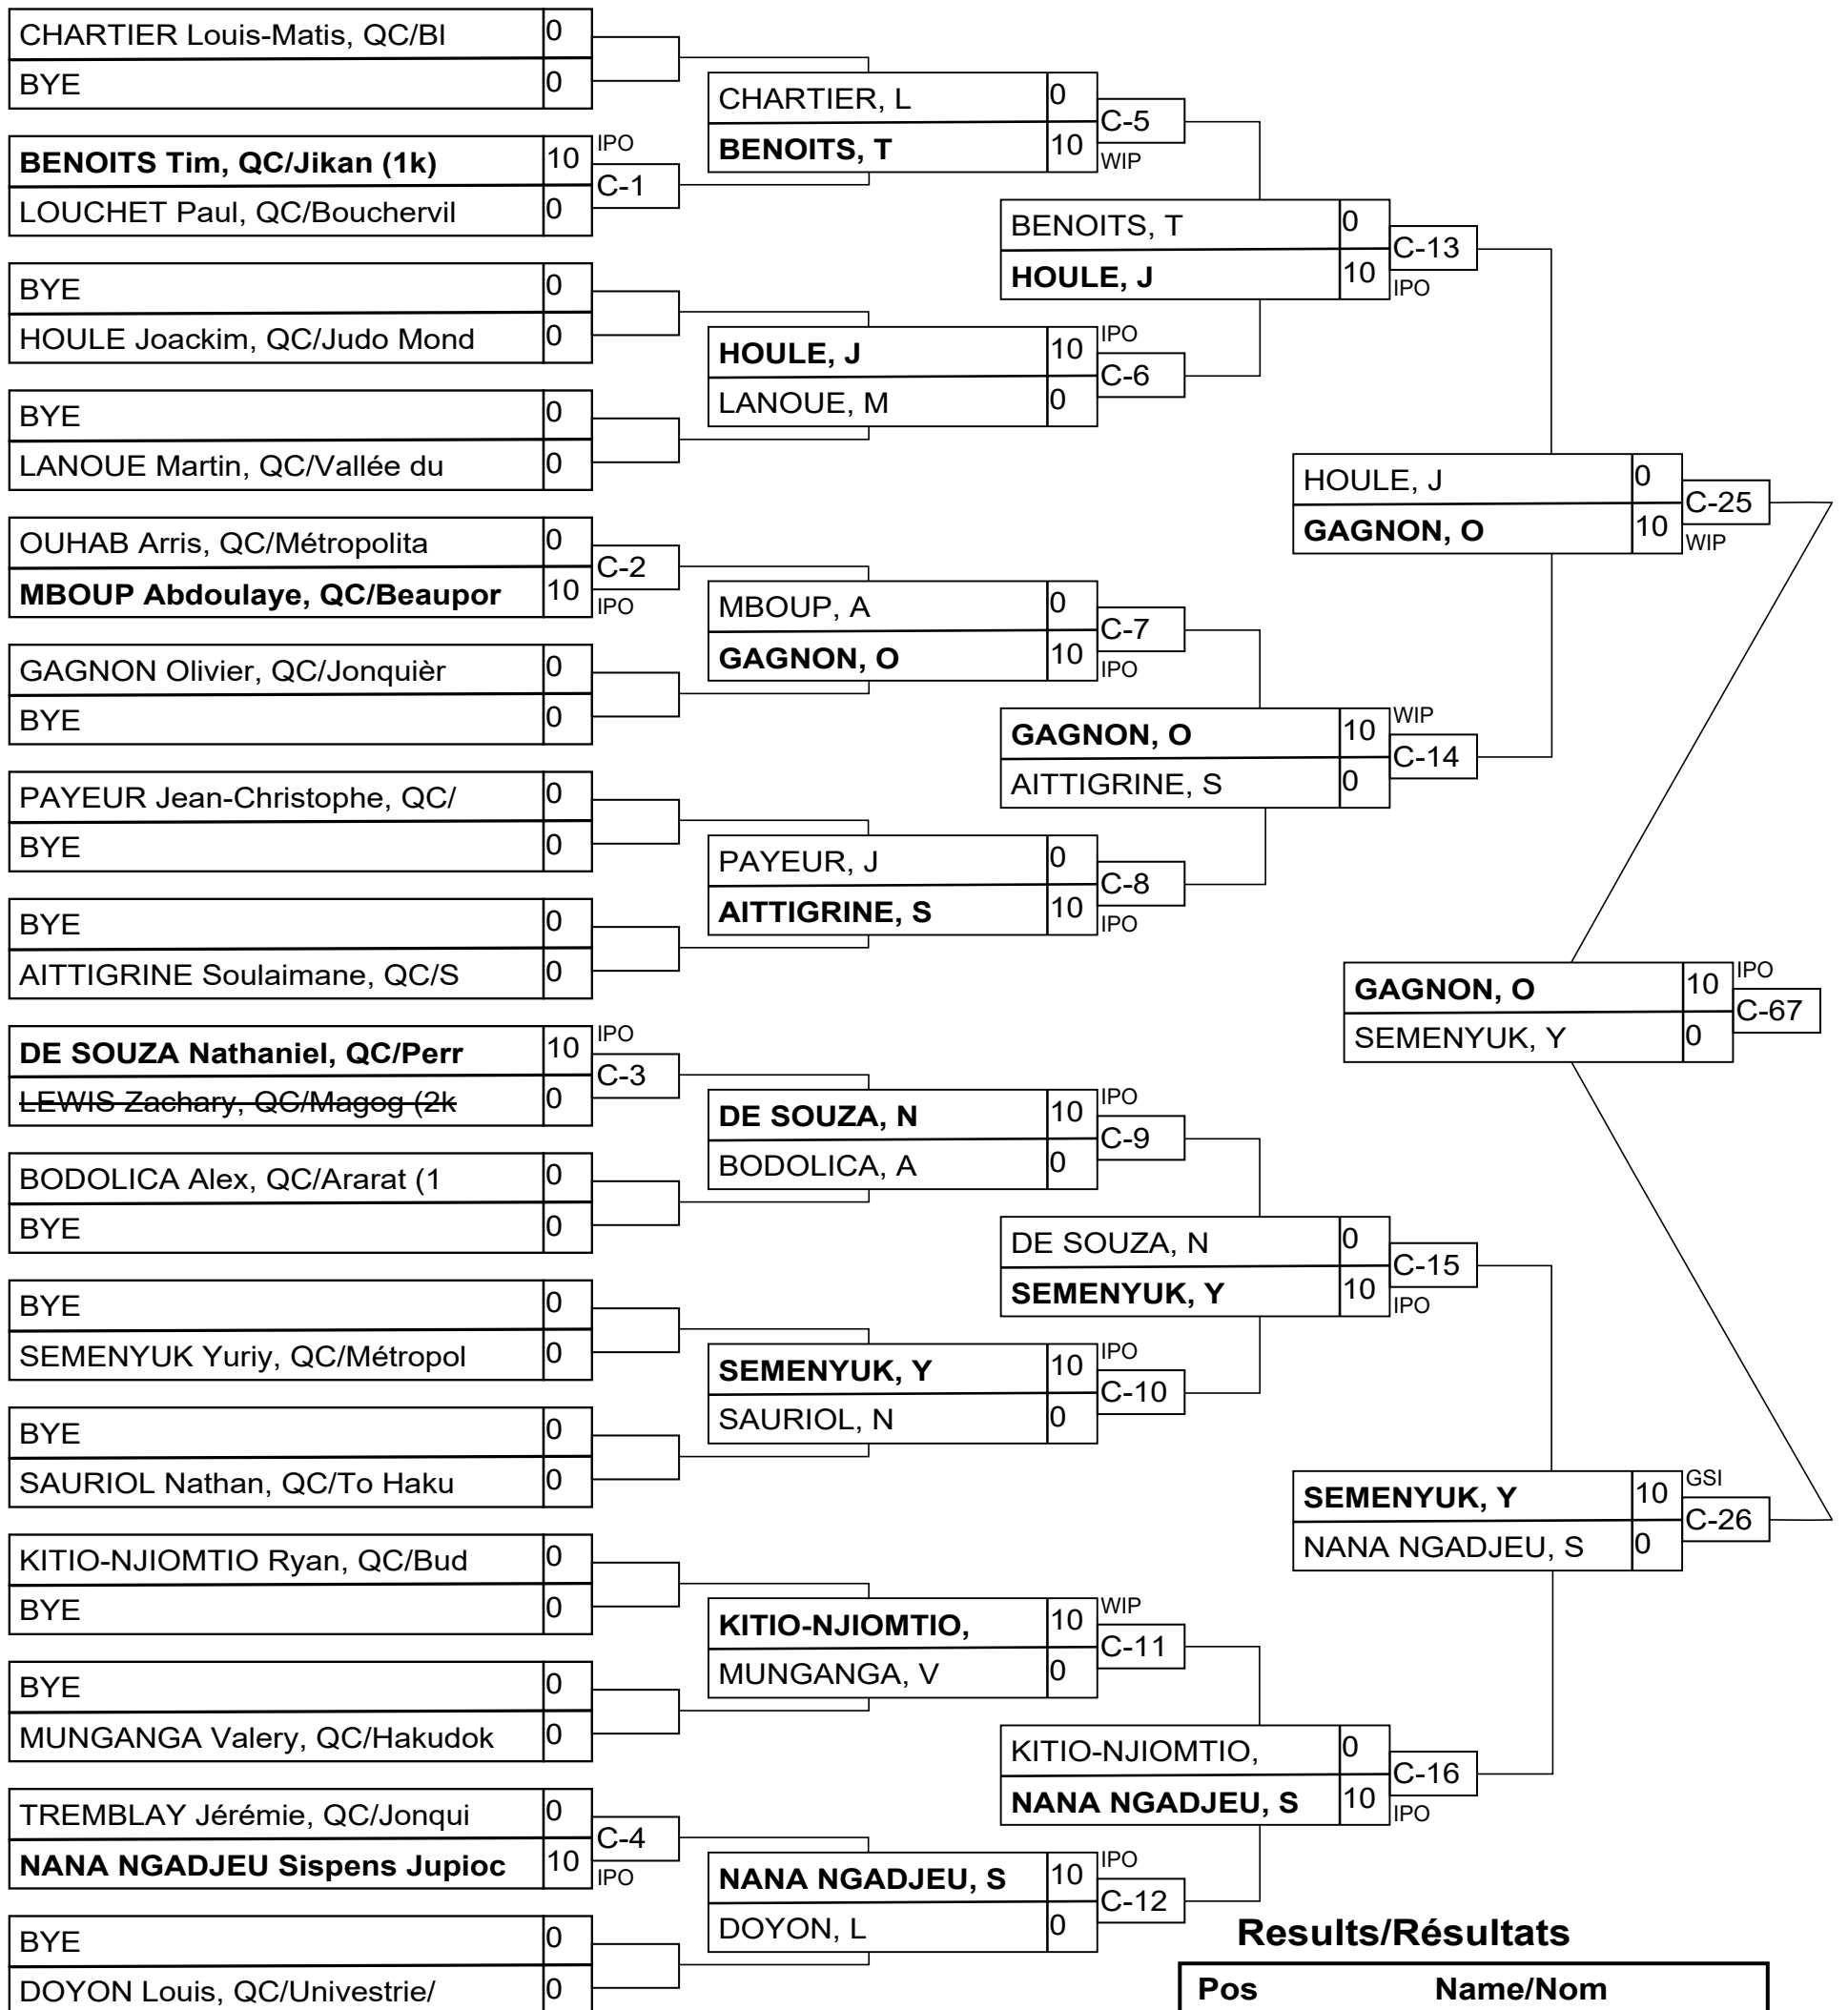 CHARTIER Louis-Matis, QC/Bl 0
BYE 0
BENOITS Tim, QC/Jikan (1k) 10 IPO
C-1
LOUCHET Paul, QC/Bouchervil 0
BYE 0
HOULE Joackim, QC/Judo Mond 0
BYE 0
LANOUE Martin, QC/Vallée du 0
OUHAB Arris, QC/Métropolita 0
C-2
MBOUP Abdoulaye, QC/Beaupor 10 IPO
GAGNON Olivier, QC/Jonquièr 0
BYE 0
PAYEUR Jean-Christophe, QC/ 0
BYE 0
BYE 0
AITTIGRINE Soulaimane, QC/S 0
DE SOUZA Nathaniel, QC/Perr 10 IPO
C-3
LEWIS Zachary, QC/Magog (2k 0
BODOLICA Alex, QC/Ararat (1 0
BYE 0
BYE 0
SEMENYUK Yuriy, QC/Métropol 0
BYE 0
SAURIOL Nathan, QC/To Haku 0
KITIO-NJIOMTIO Ryan, QC/Bud 0
BYE 0
BYE 0
MUNGANGA Valery, QC/Hakudok 0
TREMBLAY Jérémie, QC/Jonqui 0
C-4
NANA NGADJEU Sispens Jupioc 10 IPO
BYE 0
DOYON Louis, QC/Univestrie/ 0
CHARTIER, L 0
C-5
BENOITS, T 10 WIP
HOULE, J 10 IPO
C-6
LANOUE, M 0
MBOUP, A 0
C-7
GAGNON, O 10 IPO
PAYEUR, J 0
C-8
AITTIGRINE, S 10 IPO
DE SOUZA, N 10 IPO
C-9
BODOLICA, A 0
SEMENYUK, Y 10 IPO
C-10
SAURIOL, N 0
KITIO-NJIOMTIO, 10 WIP
C-11
MUNGANGA, V 0
NANA NGADJEU, S 10 IPO
C-12
DOYON, L 0
BENOITS, T 0
C-13
HOULE, J 10 IPO
GAGNON, O 10 WIP
C-14
AITTIGRINE, S 0
DE SOUZA, N 0
C-15
SEMENYUK, Y 10 IPO
KITIO-NJIOMTIO, 0
C-16
NANA NGADJEU, S 10 IPO
HOULE, J 0
C-25
GAGNON, O 10 WIP
SEMENYUK, Y 10 GSI
C-26
NANA NGADJEU, S 0
GAGNON, O 10 IPO
C-67
SEMENYUK, Y 0
Results/Résultats
Pos Name/Nom